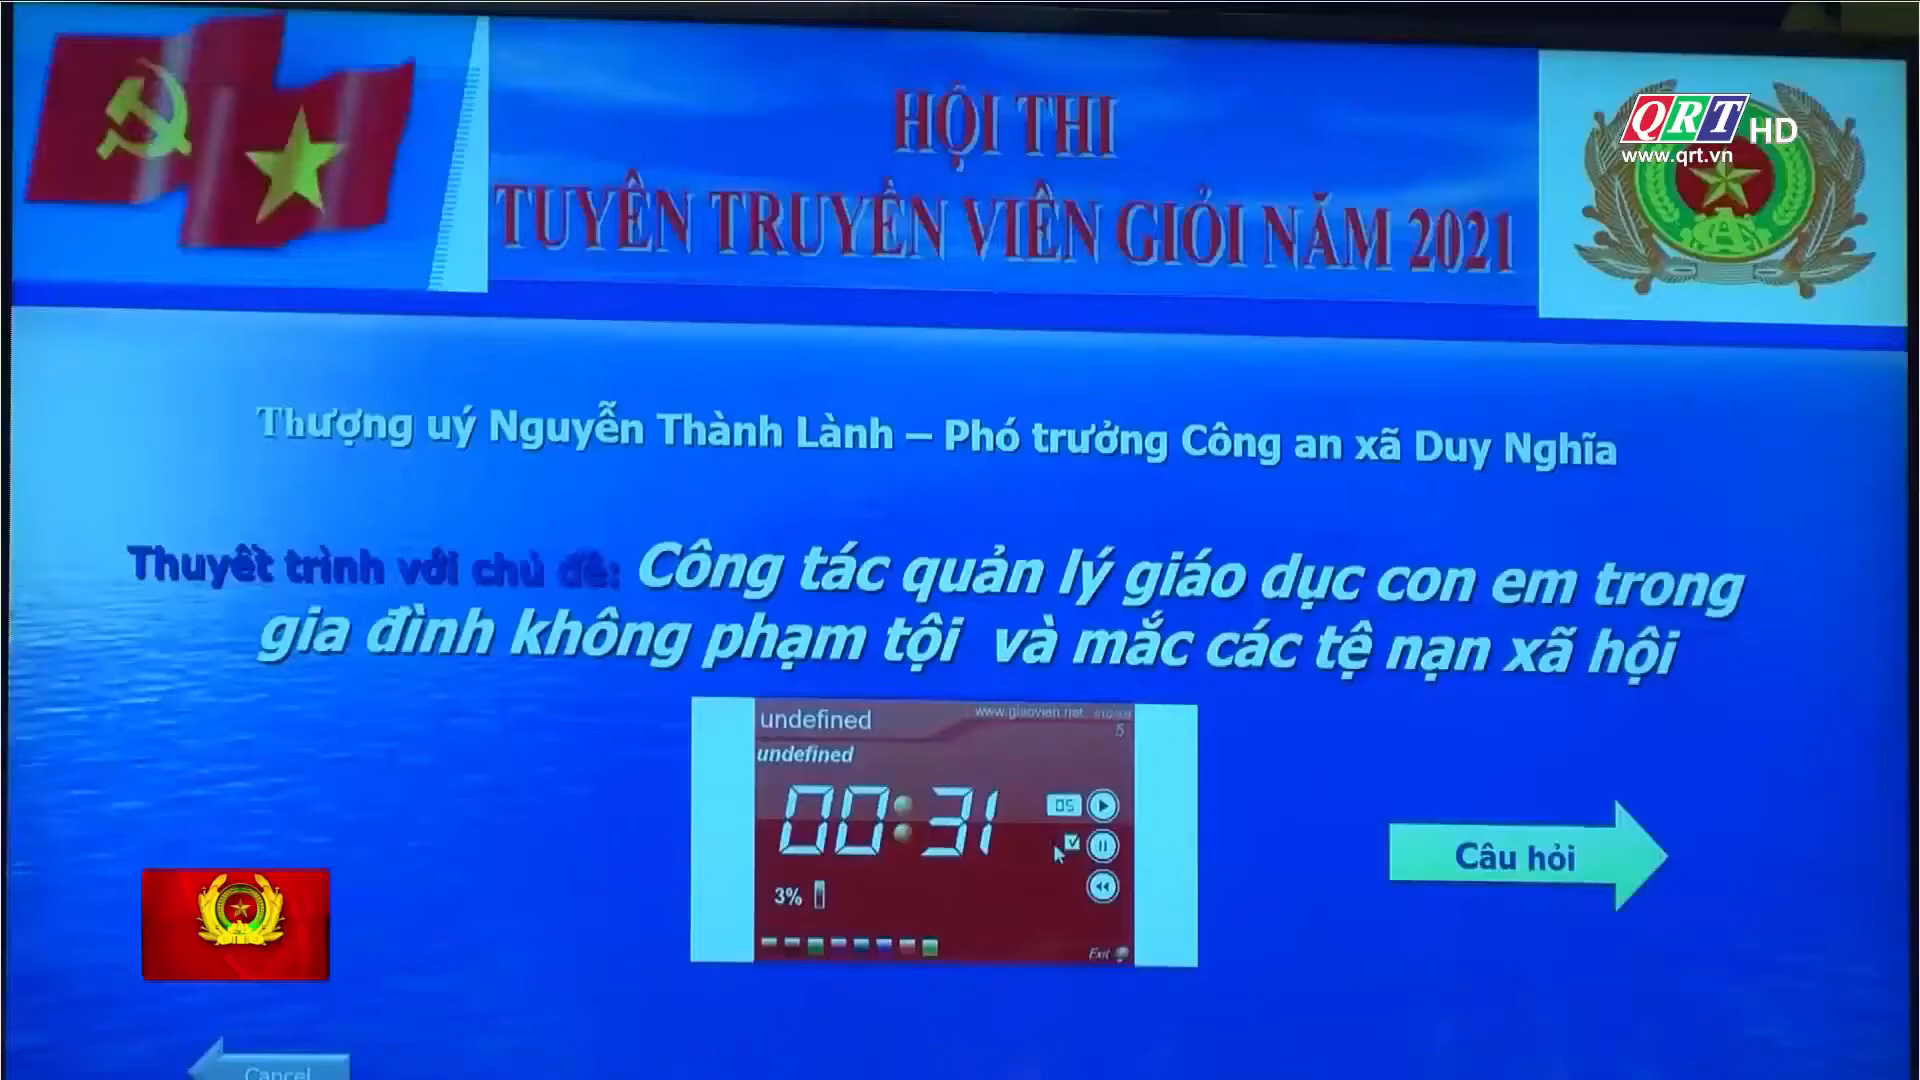 HỘI THI
TUYÊN TRUYỀN VIÊN GIỎI NĂM 2021
QRT HD
www.qrt.vn
Thượng uý Nguyễn Thành Lành – Phó trưởng Công an xã Duy Nghĩa
Thuyết trình với chủ đề: Công tác quản lý giáo dục con em trong
gia đình không phạm tội và mắc các tệ nạn xã hội
undefined
www.giaovien.net
5
undefined
00:31
05
3%
Exit
Câu hỏi
Cancel